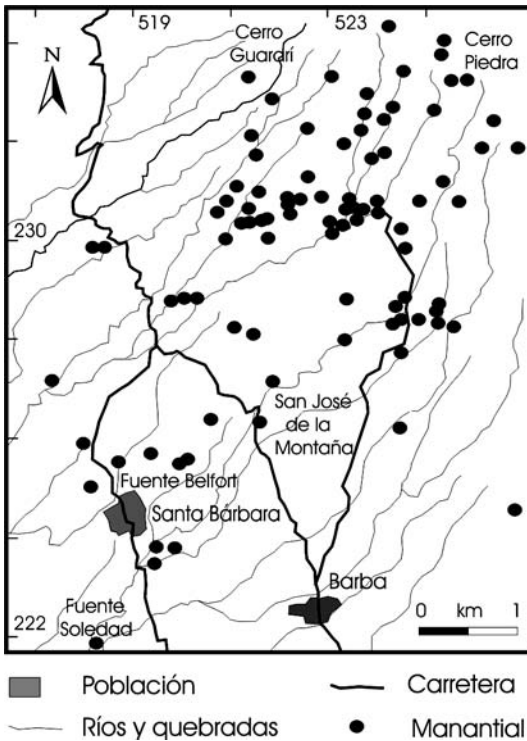 519
523
Cerro
Guardrí
Cerro
Piedra
N
230
San José
de la
Montaña
Fuente Belfort
Santa Bárbara
Barba
Fuente
Soledad
0 km 1
222
Población
Carretera
Ríos y quebradas
Manantial